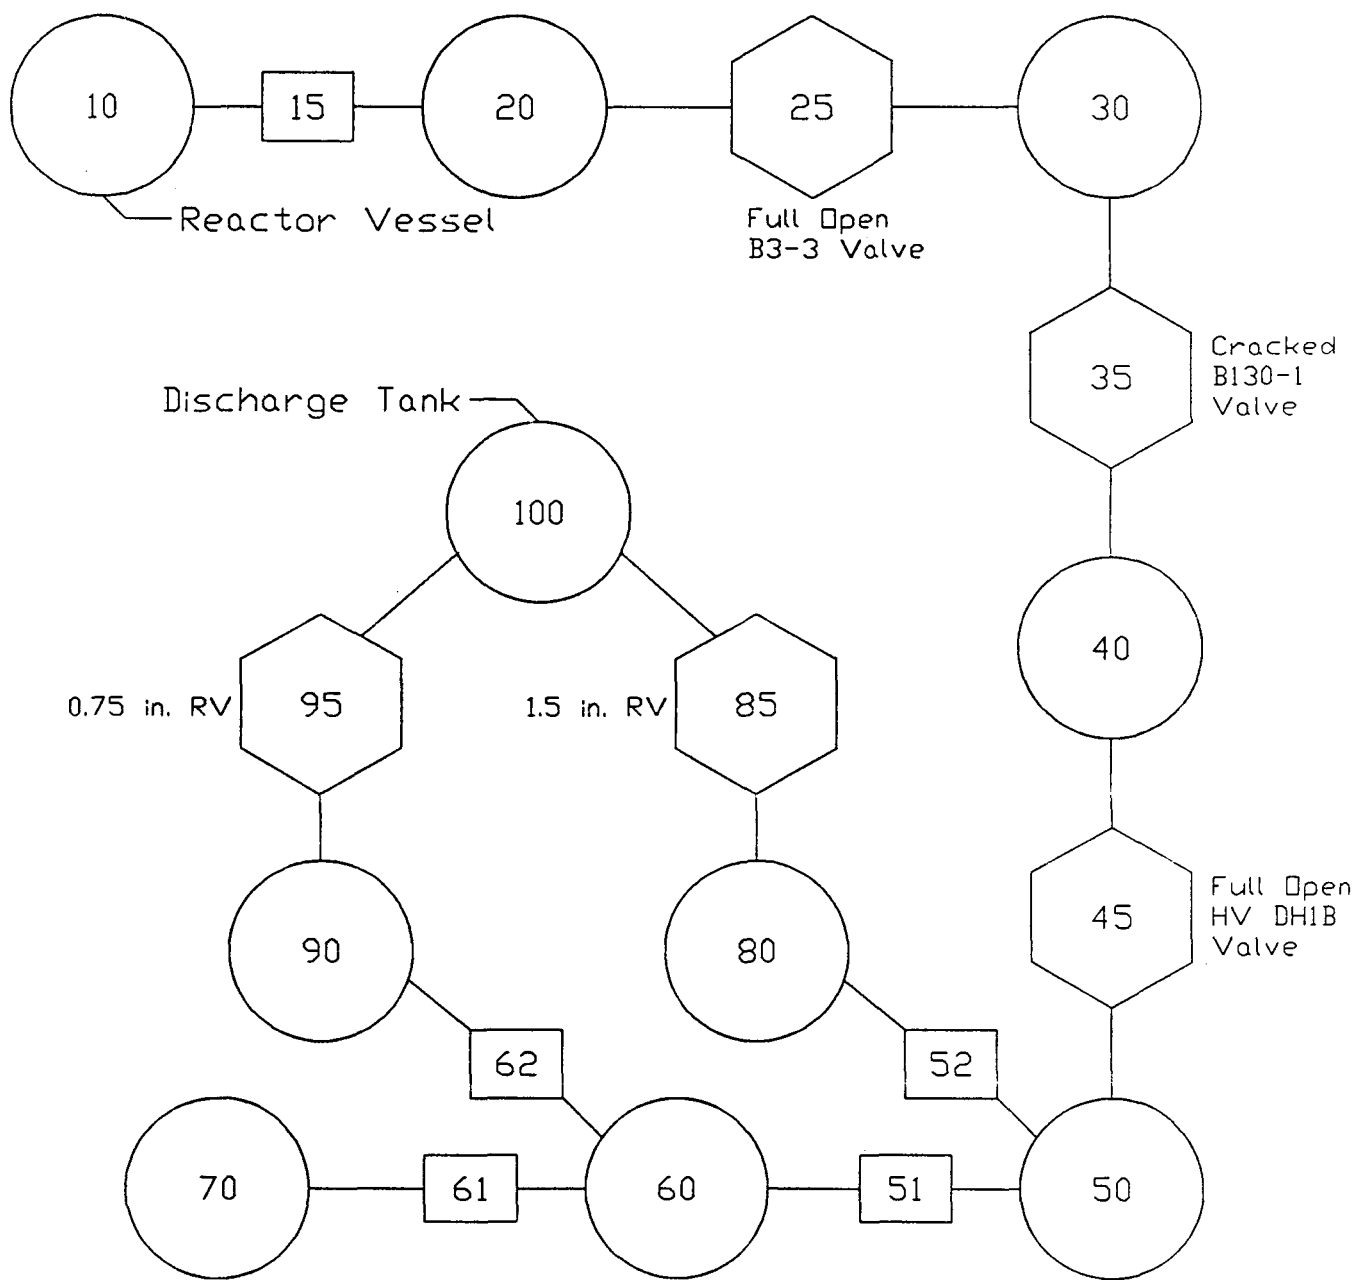 10
15
20
25
30
Reactor Vessel
Full Open
B3-3 Valve
35
Cracked
B130-1
Valve
Discharge Tank
100
40
0.75 in. RV
95
1.5 in. RV
85
45
Full Open
HV DH1B
Valve
90
80
62
52
70
61
60
51
50